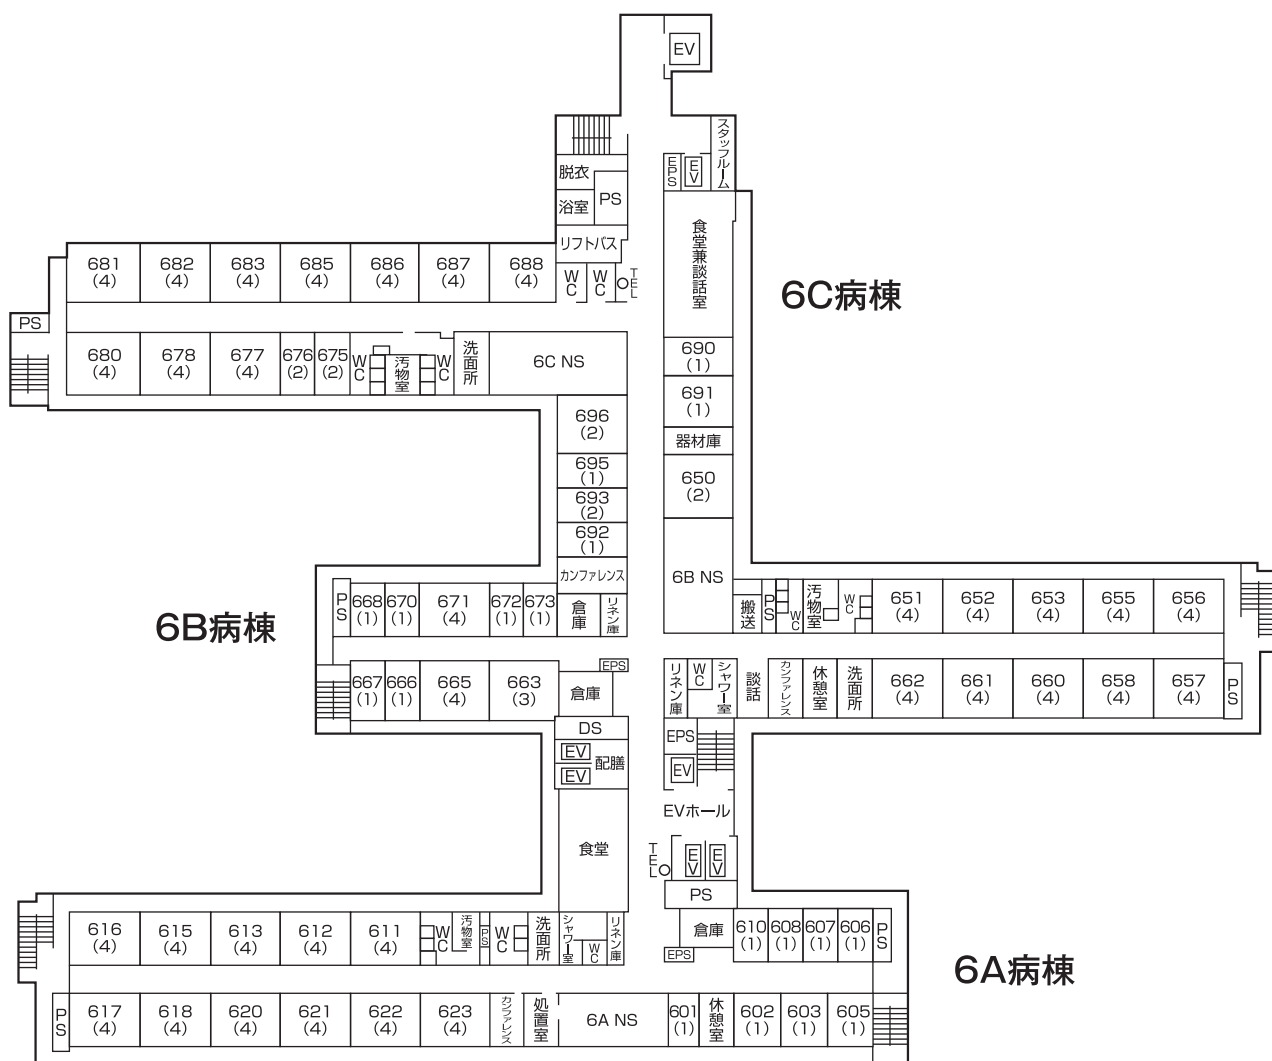 EV
スタッフルーム
EPS
EV
脱衣
PS
浴室
リフトバス
食堂兼談話室
681
(4)
682
(4)
683
(4)
685
(4)
686
(4)
687
(4)
688
(4)
WC
WC
TEL
6C病棟
PS
680
(4)
678
(4)
677
(4)
676
(2)
675
(2)
WC
汚物室
WC
洗面所
6C NS
690
(1)
691
(1)
696
(2)
器材庫
695
(1)
650
(2)
693
(2)
692
(1)
カンファレンス
6B NS
6B病棟
PS
668
(1)
670
(1)
671
(4)
672
(1)
673
(1)
倉庫
リネン庫
搬送
PS
WC
汚物室
WC
651
(4)
652
(4)
653
(4)
655
(4)
656
(4)
667
(1)
666
(1)
665
(4)
663
(3)
EPS
倉庫
リネン庫
WC
シャワー室
談話
カンファレンス
休憩室
洗面所
662
(4)
661
(4)
660
(4)
658
(4)
657
(4)
PS
DS
EPS
EV
EV
配膳
EV
EVホール
食堂
TEL
EV
EV
PS
616
(4)
615
(4)
613
(4)
612
(4)
611
(4)
WC
汚物室
PS
WC
洗面所
シャワー室
WC
リネン庫
倉庫
EPS
610
(1)
608
(1)
607
(1)
606
(1)
PS
6A病棟
PS
617
(4)
618
(4)
620
(4)
621
(4)
622
(4)
623
(4)
カンファレンス
処置室
6A NS
601
(1)
休憩室
602
(1)
603
(1)
605
(1)